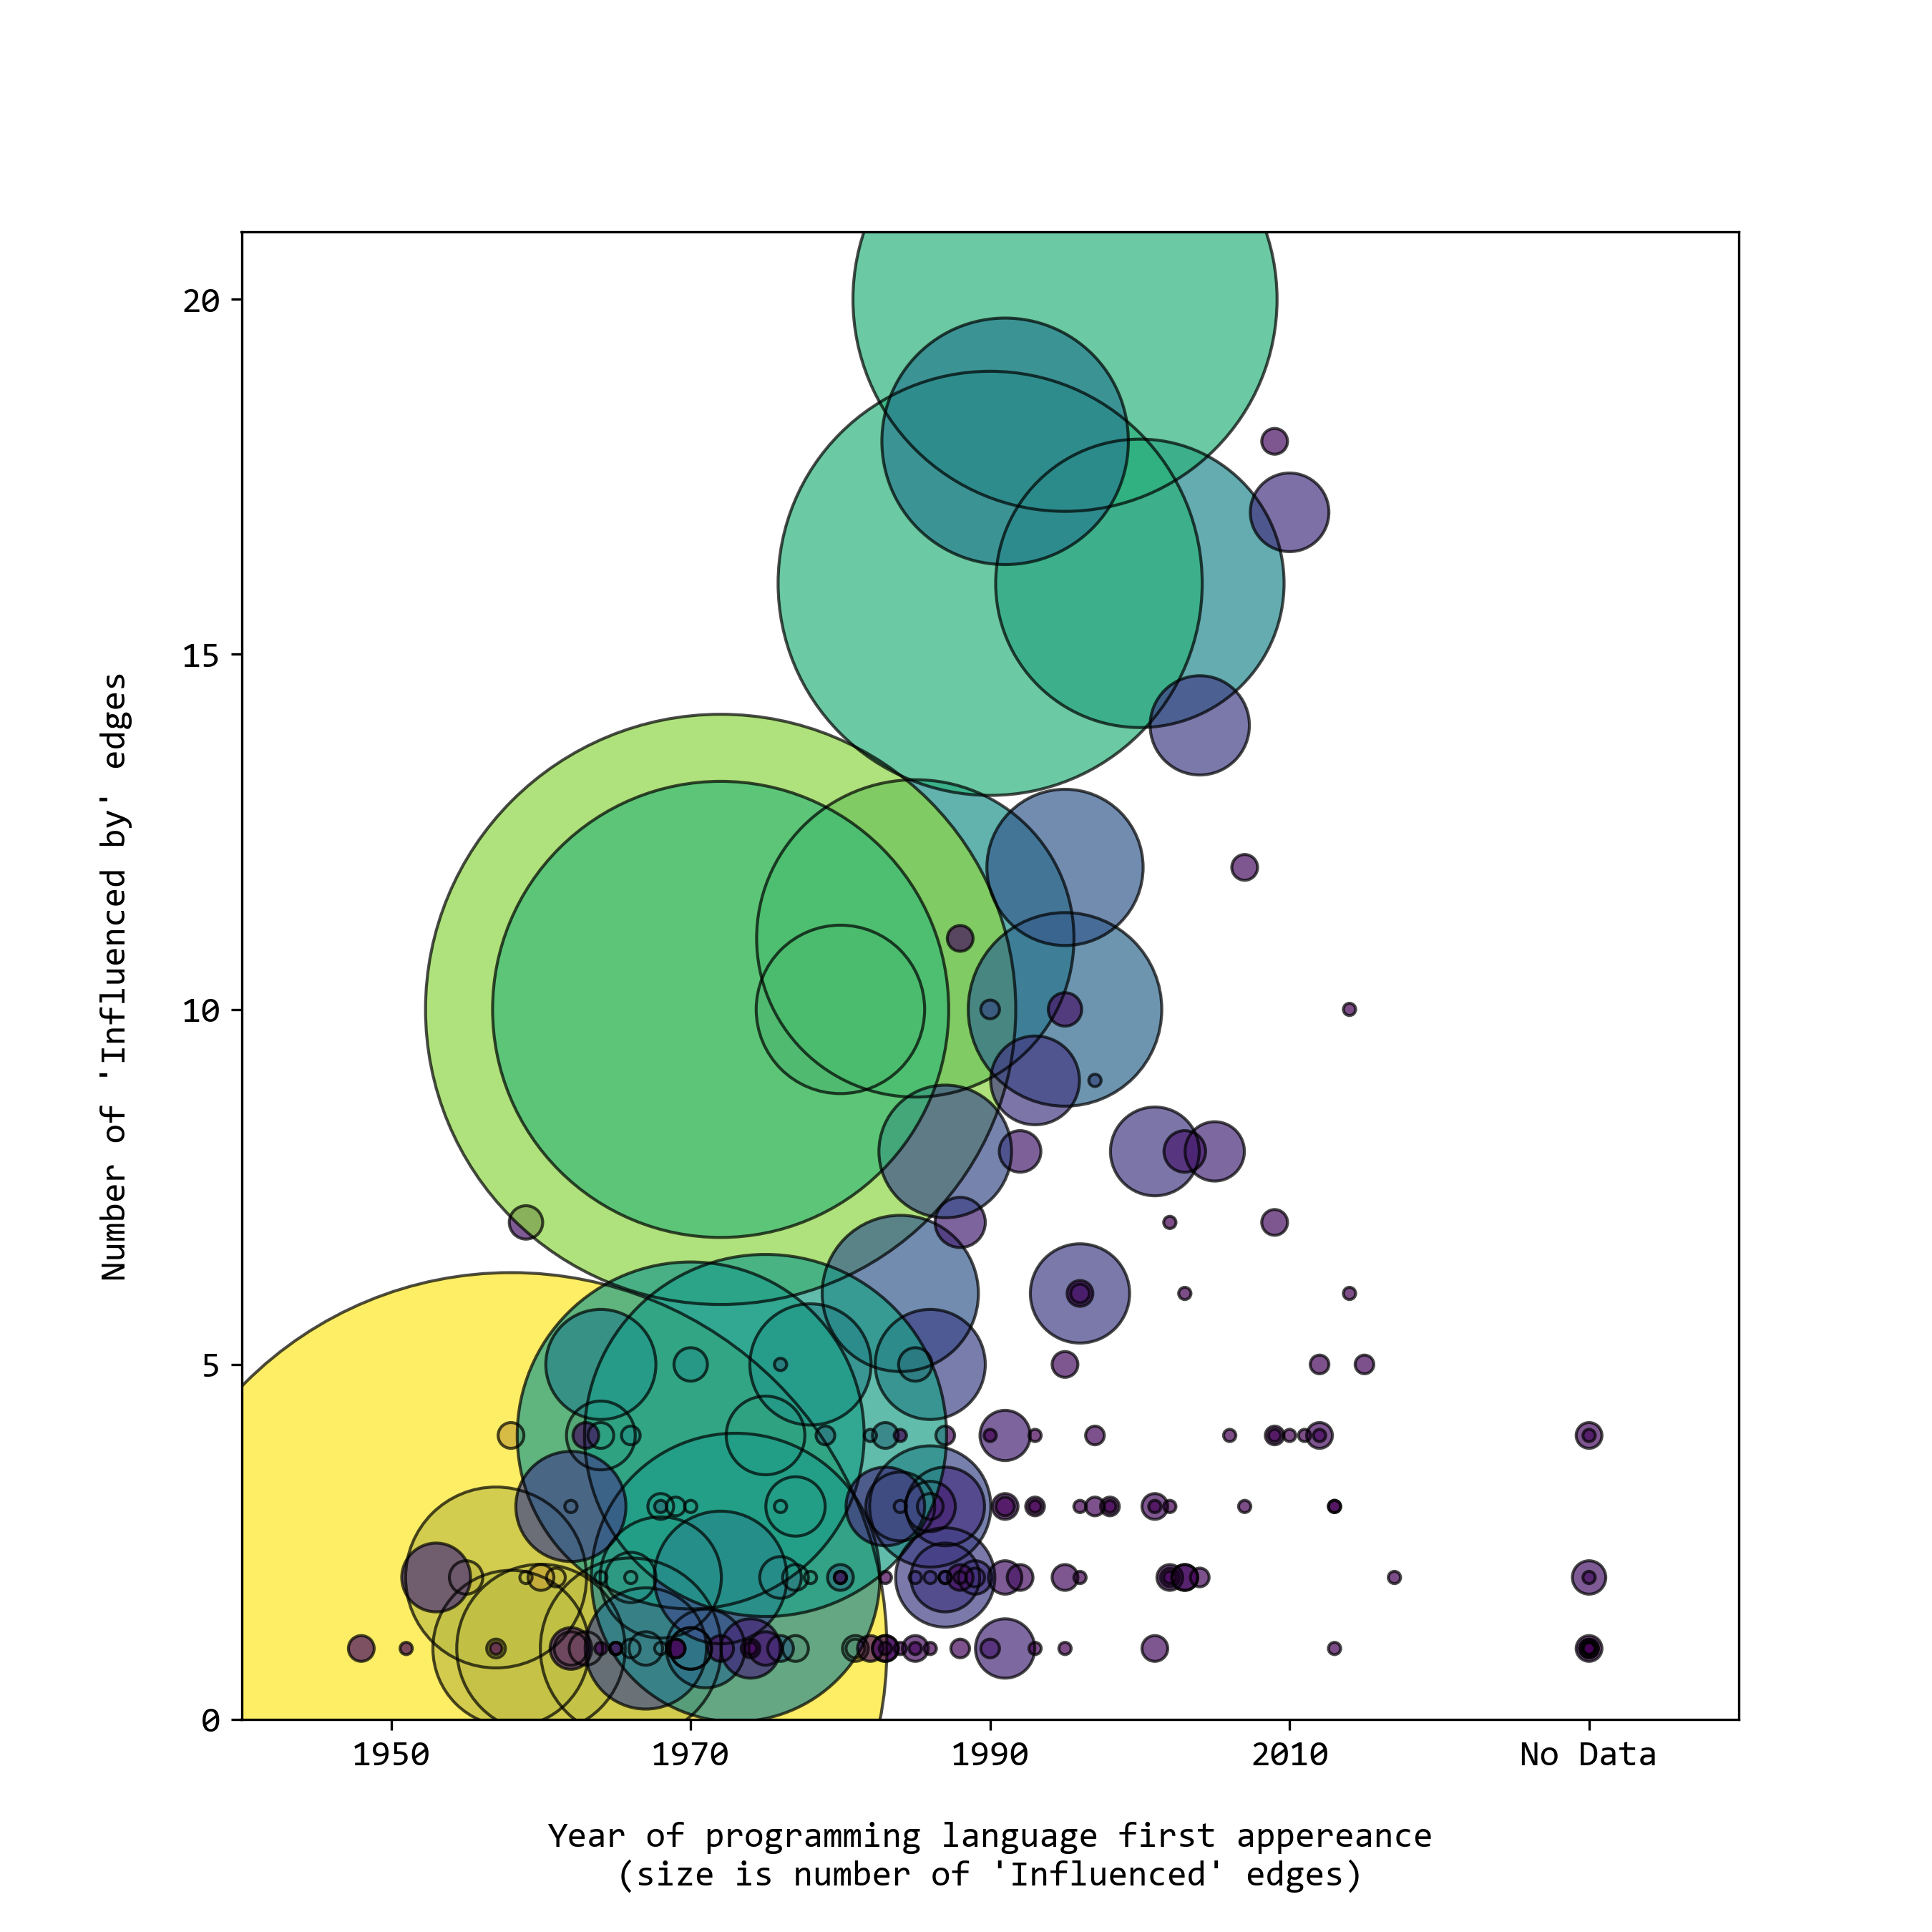 20
15
10
5
0
Number of 'Influenced by' edges
1950 1970 1990 2010 No Data
Year of programming language first appereance
(size is number of 'Influenced' edges)